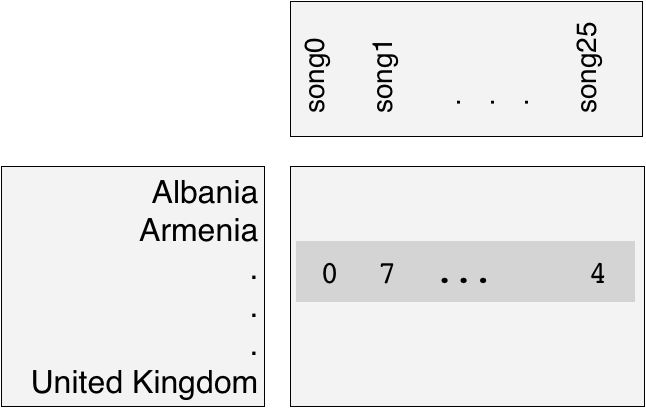 song0 song1 . . . song25
Albania
Armenia
.
.
.
United Kingdom
0 7 ... 4